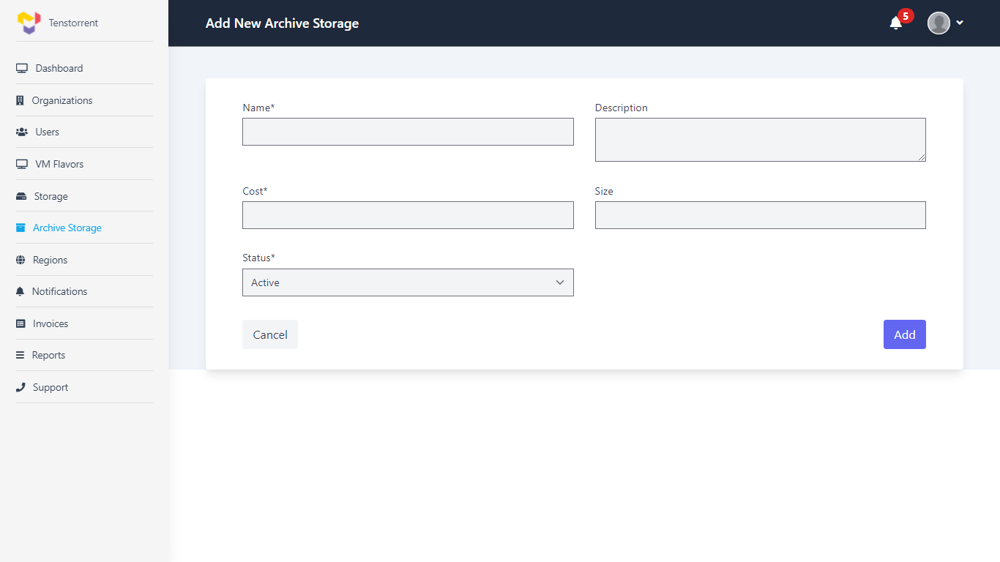 Tenstorrent
Add New Archive Storage
5
Dashboard
Organizations
Users
VM Flavors
Storage
Archive Storage
Regions
Notifications
Invoices
Reports
Support
Name*
Description
Cost*
Size
Status*
Active
Cancel
Add